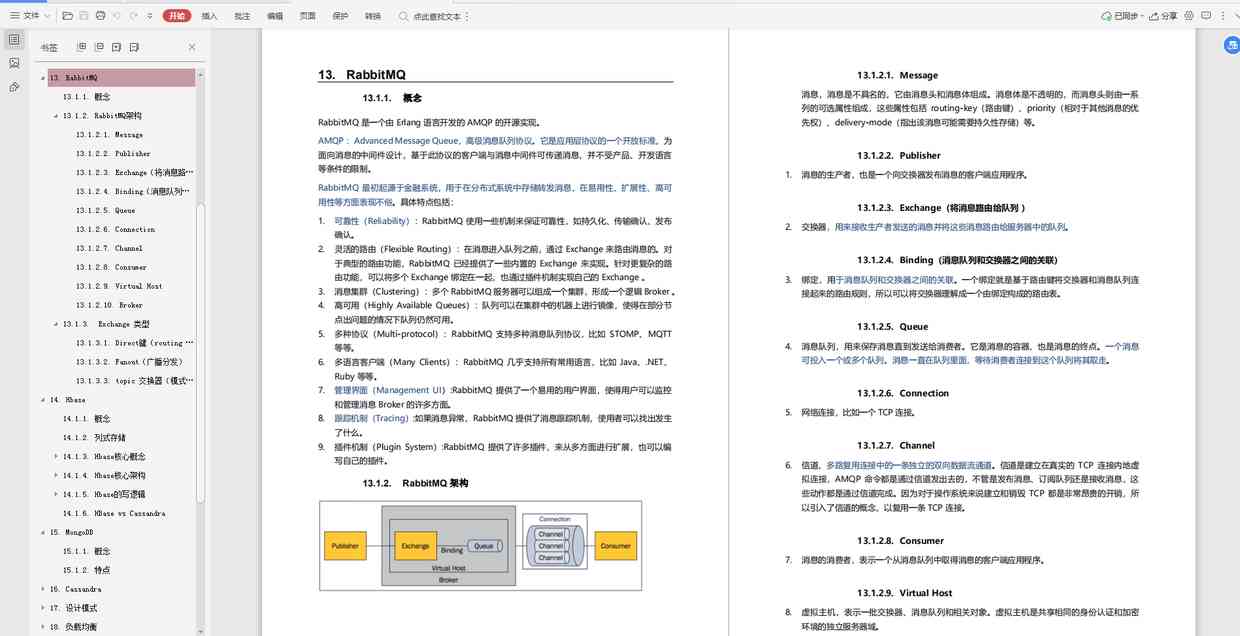 文件
开始
插入
批注
编辑
页面
保护
转换
点此查找文本
已同步
分享
书签
13. RabbitMQ
13.1.1. 概念
13.1.2. RabbitMQ架构
13.1.2.1. Message
13.1.2.2. Publisher
13.1.2.3. Exchange（将消息路…
13.1.2.4. Binding（消息队列…
13.1.2.5. Queue
13.1.2.6. Connection
13.1.2.7. Channel
13.1.2.8. Consumer
13.1.2.9. Virtual Host
13.1.2.10. Broker
13.1.3. Exchange 类型
13.1.3.1. Direct键（routing …
13.1.3.2. Fanout（广播分发）
13.1.3.3. topic 交换器（模式…
14. Hbase
14.1.1. 概念
14.1.2. 列式存储
14.1.3. Hbase核心概念
14.1.4. Hbase核心架构
14.1.5. Hbase的写逻辑
14.1.6. HBase vs Cassandra
15. MongoDB
15.1.1. 概念
15.1.2. 特点
16. Cassandra
17. 设计模式
18. 负载均衡
13. RabbitMQ
13.1.1. 概念
RabbitMQ 是一个由 Erlang 语言开发的 AMQP 的开源实现。
AMQP ：Advanced Message Queue，高级消息队列协议。它是应用层协议的一个开放标准，为
面向消息的中间件设计，基于此协议的客户端与消息中间件可传递消息，并不受产品、开发语言
等条件的限制。
RabbitMQ 最初起源于金融系统，用于在分布式系统中存储转发消息，在易用性、扩展性、高可
用性等方面表现不俗。具体特点包括：
1. 可靠性（Reliability）：RabbitMQ 使用一些机制来保证可靠性，如持久化、传输确认、发布
确认。
2. 灵活的路由（Flexible Routing）：在消息进入队列之前，通过 Exchange 来路由消息的。对
于典型的路由功能，RabbitMQ 已经提供了一些内置的 Exchange 来实现。针对更复杂的路
由功能，可以将多个 Exchange 绑定在一起，也通过插件机制实现自己的 Exchange 。
3. 消息集群（Clustering）：多个 RabbitMQ 服务器可以组成一个集群，形成一个逻辑 Broker 。
4. 高可用（Highly Available Queues）：队列可以在集群中的机器上进行镜像，使得在部分节
点出问题的情况下队列仍然可用。
5. 多种协议（Multi-protocol）：RabbitMQ 支持多种消息队列协议，比如 STOMP、MQTT
等等。
6. 多语言客户端（Many Clients）：RabbitMQ 几乎支持所有常用语言，比如 Java、.NET、
Ruby 等等。
7. 管理界面（Management UI）:RabbitMQ 提供了一个易用的用户界面，使得用户可以监控
和管理消息 Broker 的许多方面。
8. 跟踪机制（Tracing）:如果消息异常，RabbitMQ 提供了消息跟踪机制，使用者可以找出发生
了什么。
9. 插件机制（Plugin System）:RabbitMQ 提供了许多插件，来从多方面进行扩展，也可以编
写自己的插件。
13.1.2. RabbitMQ 架构
Publisher
Exchange
Binding
Queue
Virtual Host
Broker
Connection
Channel
Channel
Channel
Consumer
13.1.2.1. Message
消息，消息是不具名的，它由消息头和消息体组成。消息体是不透明的，而消息头则由一系
列的可选属性组成，这些属性包括 routing-key（路由键）、priority（相对于其他消息的优
先权）、delivery-mode（指出该消息可能需要持久性存储）等。
13.1.2.2. Publisher
1. 消息的生产者，也是一个向交换器发布消息的客户端应用程序。
13.1.2.3. Exchange（将消息路由给队列 ）
2. 交换器，用来接收生产者发送的消息并将这些消息路由给服务器中的队列。
13.1.2.4. Binding（消息队列和交换器之间的关联）
3. 绑定，用于消息队列和交换器之间的关联。一个绑定就是基于路由键将交换器和消息队列连
接起来的路由规则，所以可以将交换器理解成一个由绑定构成的路由表。
13.1.2.5. Queue
4. 消息队列，用来保存消息直到发送给消费者。它是消息的容器，也是消息的终点。一个消息
可投入一个或多个队列。消息一直在队列里面，等待消费者连接到这个队列将其取走。
13.1.2.6. Connection
5. 网络连接，比如一个 TCP 连接。
13.1.2.7. Channel
6. 信道，多路复用连接中的一条独立的双向数据流通道。信道是建立在真实的 TCP 连接内地虚
拟连接，AMQP 命令都是通过信道发出去的，不管是发布消息、订阅队列还是接收消息，这
些动作都是通过信道完成。因为对于操作系统来说建立和销毁 TCP 都是非常昂贵的开销，所
以引入了信道的概念，以复用一条 TCP 连接。
13.1.2.8. Consumer
7. 消息的消费者，表示一个从消息队列中取得消息的客户端应用程序。
13.1.2.9. Virtual Host
8. 虚拟主机，表示一批交换器、消息队列和相关对象。虚拟主机是共享相同的身份认证和加密
环境的独立服务器域。